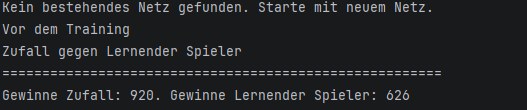 Kein bestehendes Netz gefunden. Starte mit neuem Netz.
Vor dem Training
Zufall gegen Lernender Spieler
=======================================================
Gewinne Zufall: 920. Gewinne Lernender Spieler: 626